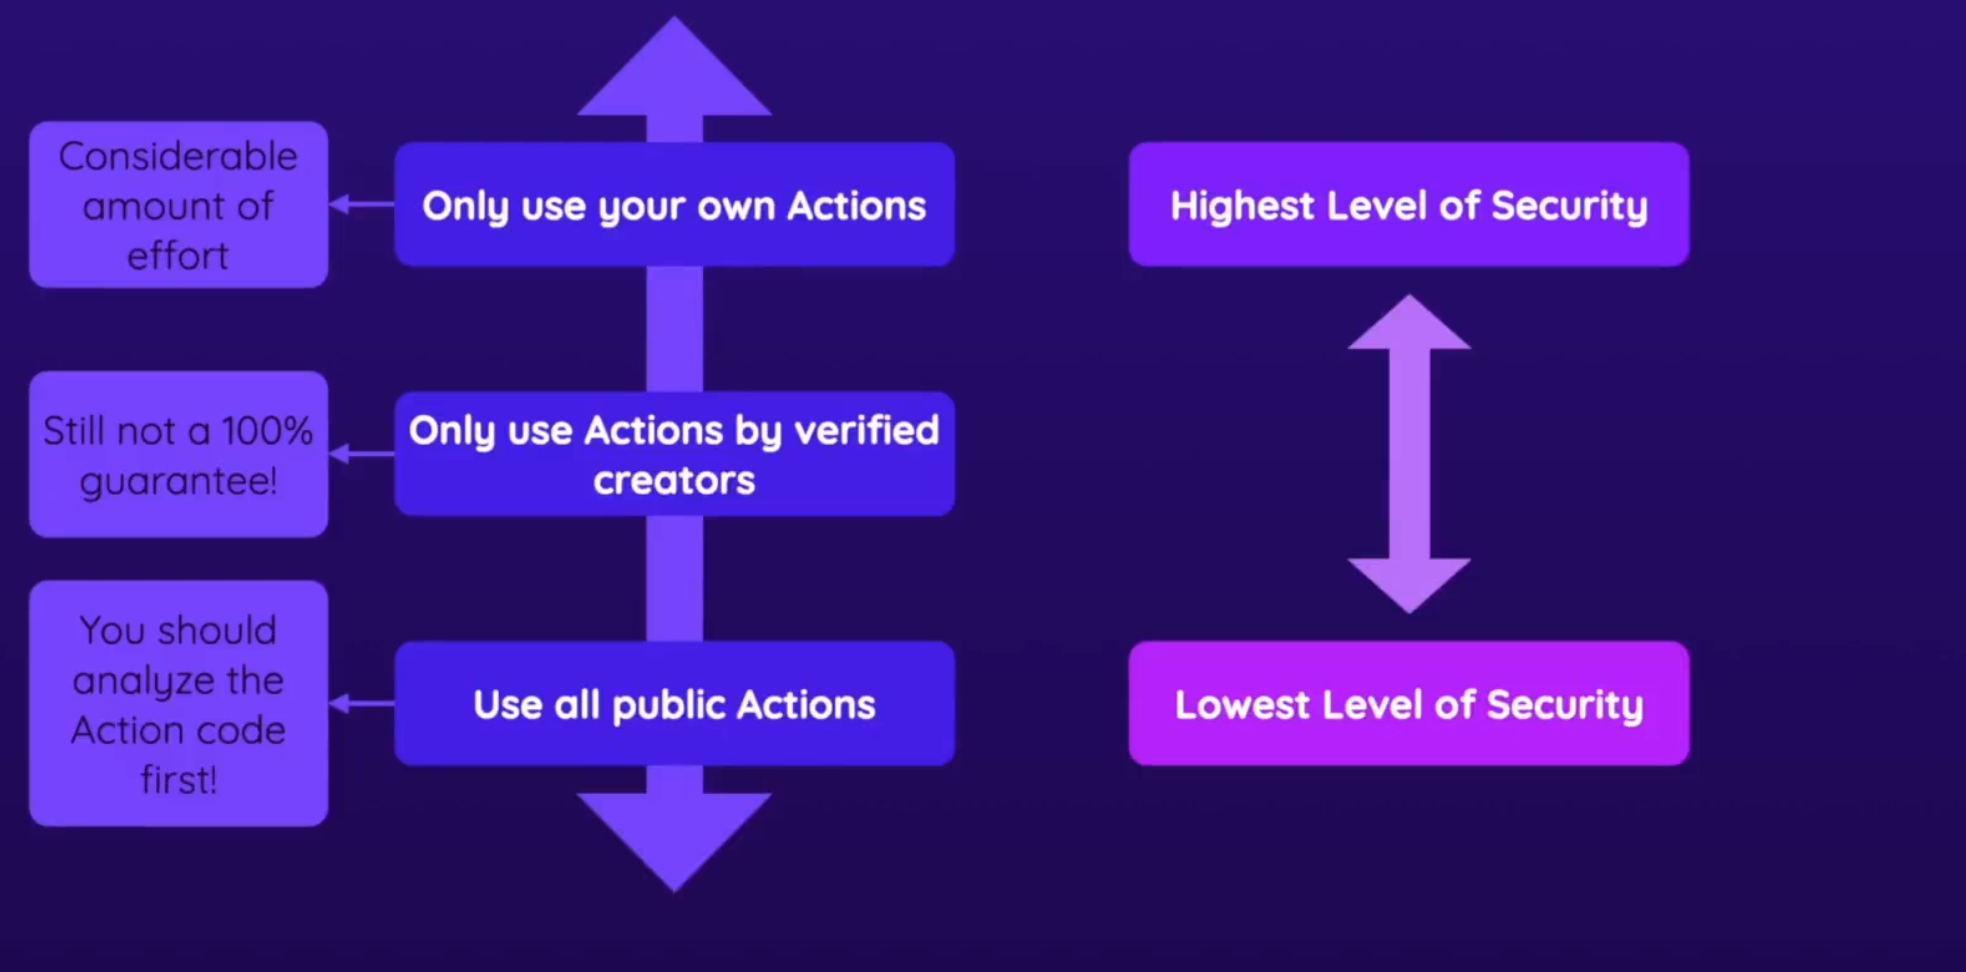 Considerable
amount of
effort
Only use your own Actions
Highest Level of Security
Still not a 100%
guarantee!
Only use Actions by verified
creators
You should
analyze the
Action code
first!
Use all public Actions
Lowest Level of Security